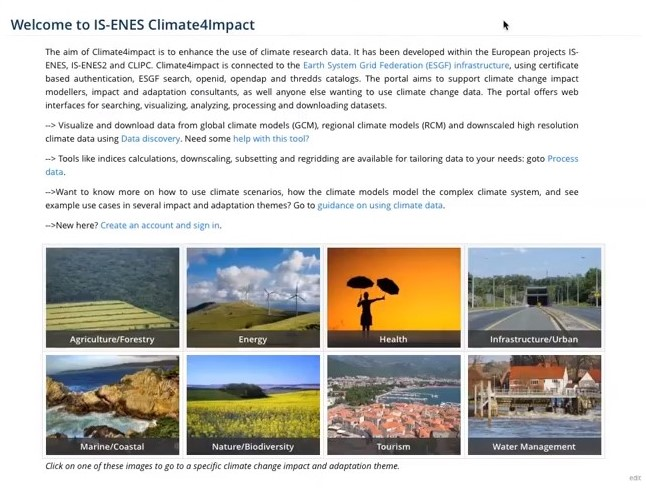 Welcome to IS-ENES Climate4Impact
The aim of Climate4impact is to enhance the use of climate research data. It has been developed within the European projects IS-
ENES, IS-ENES2 and CLIPC. Climate4impact is connected to the Earth System Grid Federation (ESGF) infrastructure, using certificate
based authentication, ESGF search, openid, opendap and thredds catalogs. The portal aims to support climate change impact
modellers, impact and adaptation consultants, as well anyone else wanting to use climate change data. The portal offers web
interfaces for searching, visualizing, analyzing, processing and downloading datasets.
--> Visualize and download data from global climate models (GCM), regional climate models (RCM) and downscaled high resolution
climate data using Data discovery. Need some help with this tool?
--> Tools like indices calculations, downscaling, subsetting and regridding are available for tailoring data to your needs: goto Process
data.
-->Want to know more on how to use climate scenarios, how the climate models model the complex climate system, and see
example use cases in several impact and adaptation themes? Go to guidance on using climate data.
-->New here? Create an account and sign in.
Agriculture/Forestry
Energy
Health
Infrastructure/Urban
Marine/Coastal
Nature/Biodiversity
Tourism
Water Management
Click on one of these images to go to a specific climate change impact and adaptation theme.
edit